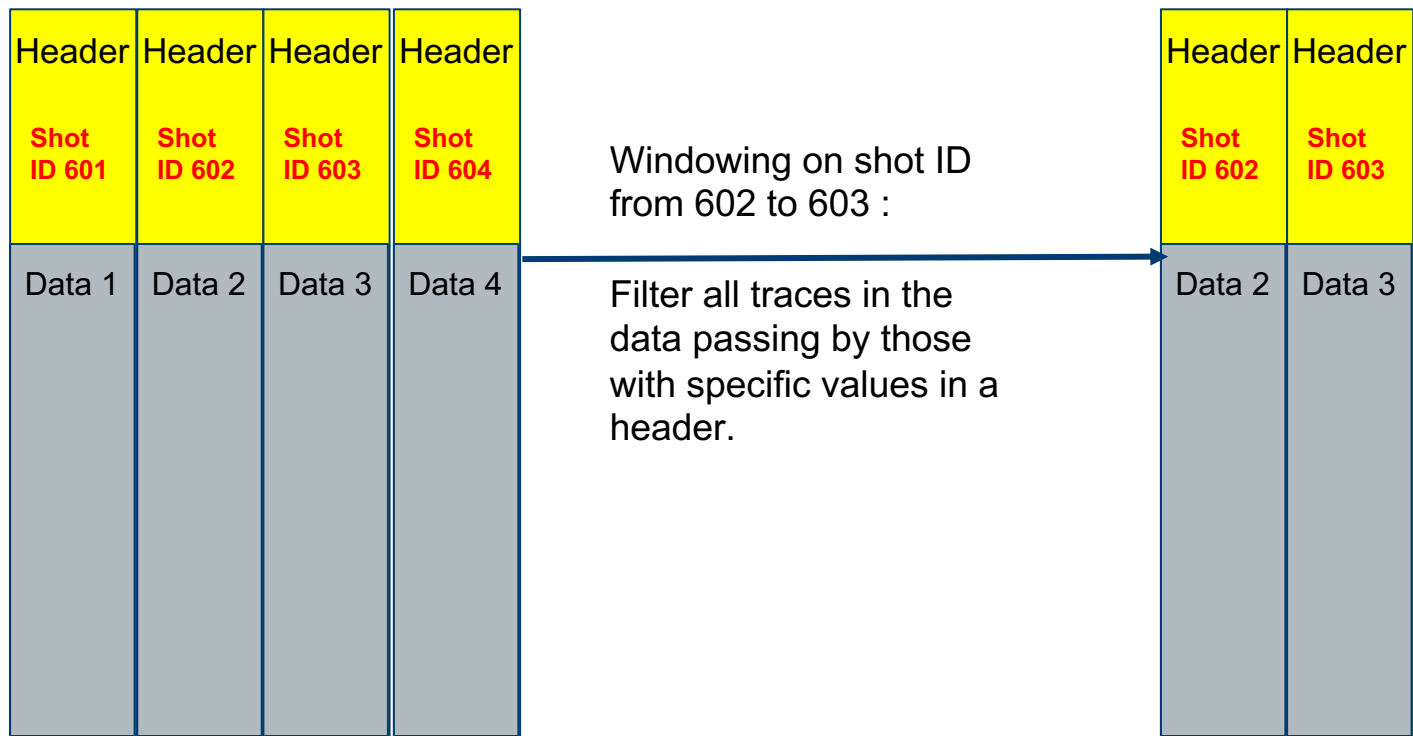 Header Header Header Header
Shot Shot Shot Shot
ID 601 ID 602 ID 603 ID 604
Data 1 Data 2 Data 3 Data 4
Windowing on shot ID
from 602 to 603 :
Filter all traces in the
data passing by those
with specific values in a
header.
Header Header
Shot Shot
ID 602 ID 603
Data 2 Data 3